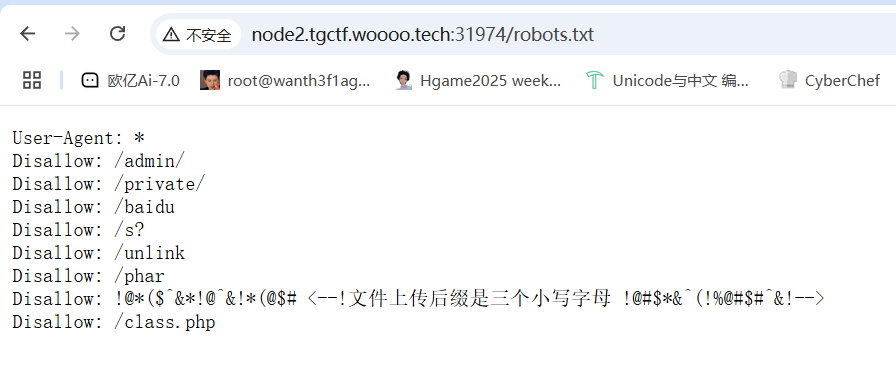 不安全 node2.tgctf.woooo.tech:31974/robots.txt
欧亿Ai-7.0 root@wanth3f1ag... Hgame2025 week... Unicode与中文 编... CyberChef
User-Agent: *
Disallow: /admin/
Disallow: /private/
Disallow: /baidu
Disallow: /s?
Disallow: /unlink
Disallow: /phar
Disallow: !@*($^&*!@^&!*(@$# <--!文件上传后缀是三个小写字母 !@#$*&^(!%@#$#^&!-->
Disallow: /class.php